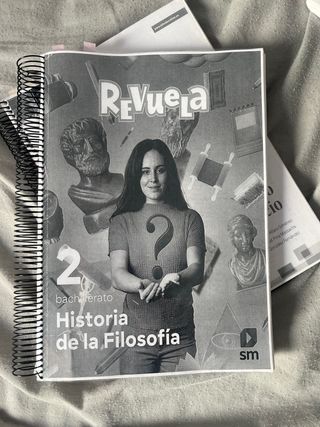 REVUELA
?
2
bachillerato
Historia
de la Filosofía
sm